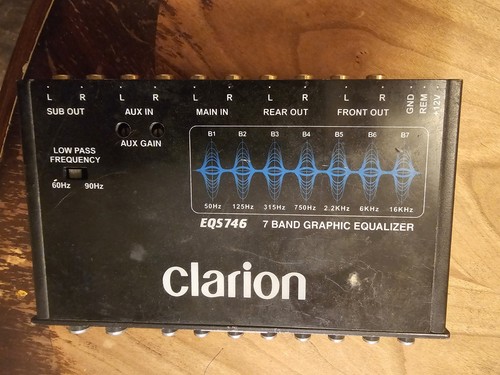 L R L R L R L R L R GND REM +12V
SUB OUT AUX IN MAIN IN REAR OUT FRONT OUT
AUX GAIN
LOW PASS
FREQUENCY
60Hz 90Hz
B1 B2 B3 B4 B5 B6 B7
50Hz 125Hz 315Hz 750Hz 2.2KHz 6KHz 16KHz
EQS746 7 BAND GRAPHIC EQUALIZER
clarion